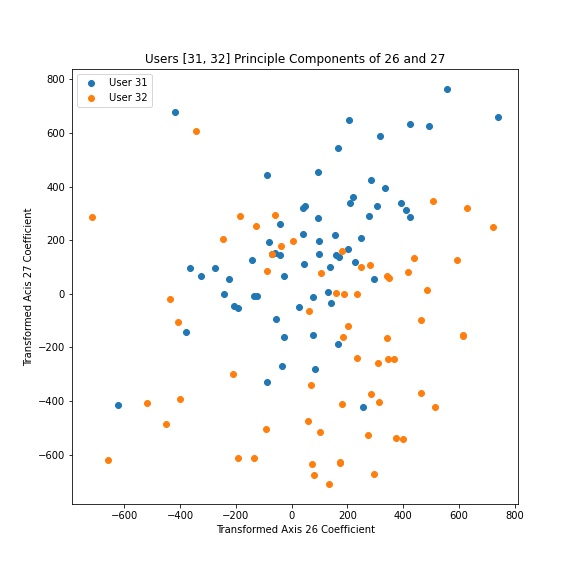 Users [31, 32] Principle Components of 26 and 27
User 31
User 32
Transformed Acis 27 Coefficient
800
600
400
200
0
−200
−400
−600
−600 −400 −200 0 200 400 600 800
Transformed Axis 26 Coefficient